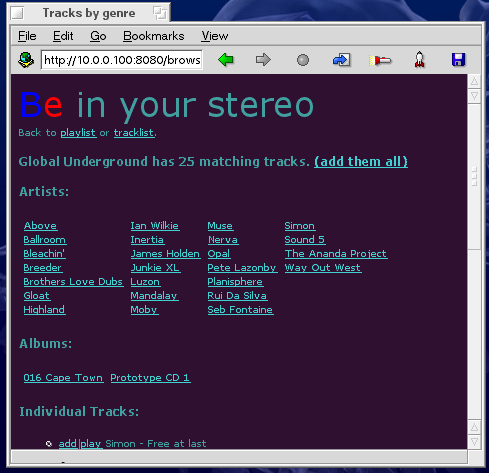 Tracks by genre
File Edit Go Bookmarks View
http://10.0.0.100:8080/brows
Be in your stereo
Back to playlist or tracklist.
Global Underground has 25 matching tracks. (add them all)
Artists:
Above Ian Wilkie Muse Simon
Ballroom Inertia Nerva Sound 5
Bleachin' James Holden Opal The Ananda Project
Breeder Junkie XL Pete Lazonby Way Out West
Brothers Love Dubs Luzon Planisphere
Gloat Mandalay Rui Da Silva
Highland Moby Seb Fontaine
Albums:
016 Cape Town Prototype CD 1
Individual Tracks:
add|play Simon - Free at last